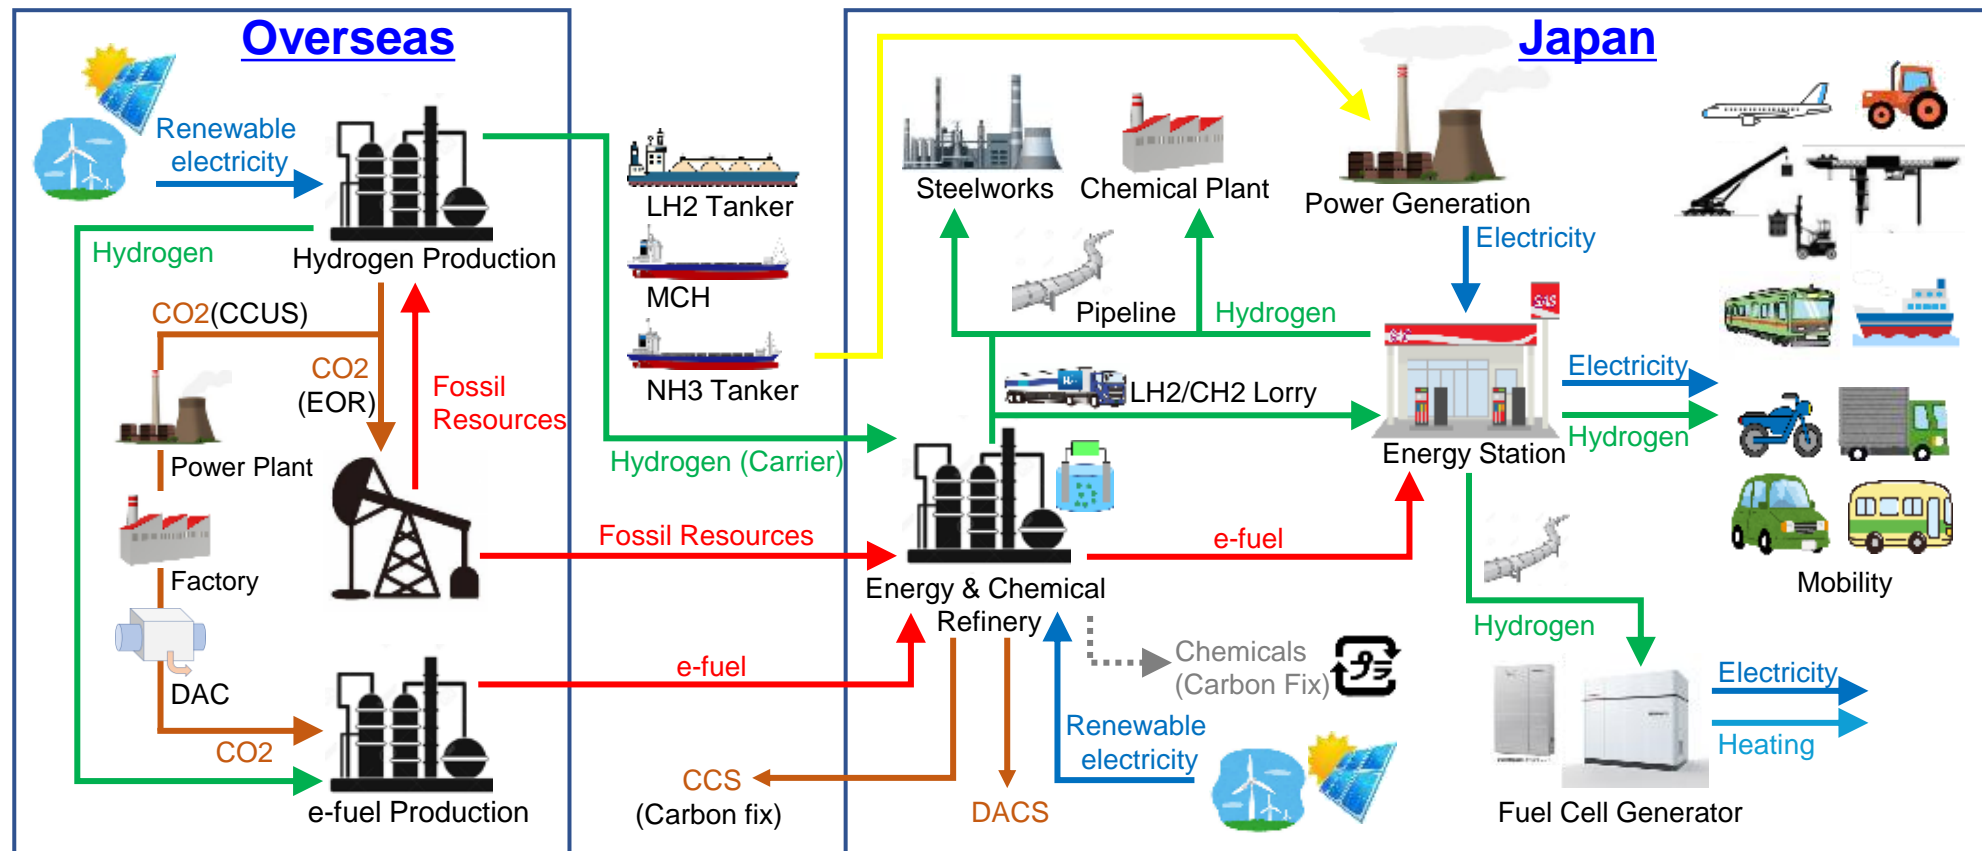 Overseas
Renewable
electricity
Hydrogen
Hydrogen Production
CO2(CCUS)
CO2
(EOR)
Fossil
Resources
Power Plant
Factory
DAC
CO2
e-fuel Production
LH2 Tanker
MCH
NH3 Tanker
Hydrogen (Carrier)
Fossil Resources
e-fuel
CCS
(Carbon fix)
Japan
Steelworks
Chemical Plant
Power Generation
Electricity
Pipeline
Hydrogen
LH2/CH2 Lorry
Energy Station
Electricity
Hydrogen
Energy & Chemical
Refinery
e-fuel
Chemicals
(Carbon Fix)
プラ
Renewable
electricity
DACS
Hydrogen
Mobility
Electricity
Heating
Fuel Cell Generator